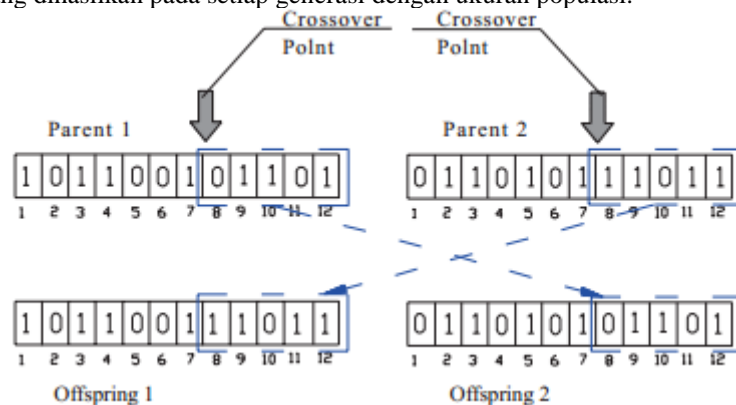 ng dihasilkan pada setiap generasi dengan ukuran populasi.
Crossover Crossover
Point Point
Parent 1 Parent 2
1 0 1 1 0 0 1 0 1 1 0 1 0 1 1 0 1 0 1 1 1 0 1 1
1 2 3 4 5 6 7 8 9 10 11 12 1 2 3 4 5 6 7 8 9 10 11 12
1 0 1 1 0 0 1 1 1 0 1 1 0 1 1 0 1 0 1 0 1 1 0 1
1 2 3 4 5 6 7 8 9 10 11 12 1 2 3 4 5 6 7 8 9 10 11 12
Offspring 1 Offspring 2